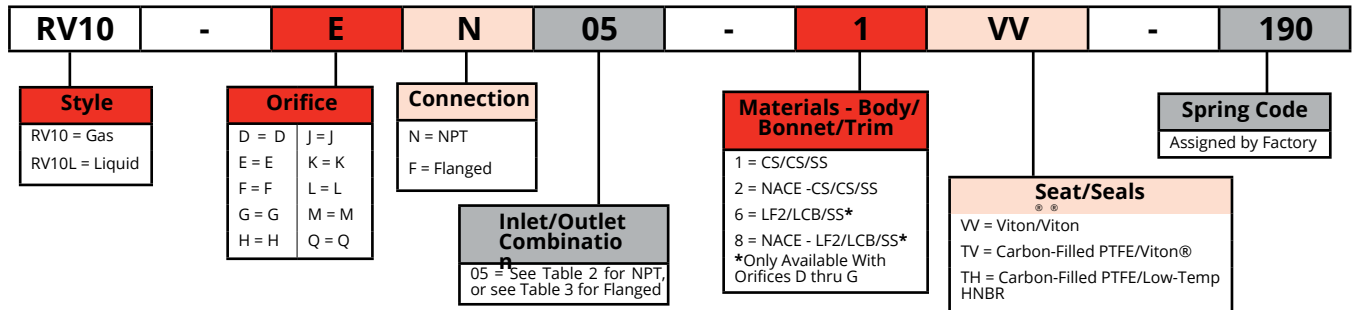 RV10 - E N 05 - 1 VV - 190
Style
RV10 = Gas
RV10L = Liquid
Orifice
D = D J = J
E = E K = K
F = F L = L
G = G M = M
H = H Q = Q
Connection
N = NPT
F = Flanged
Inlet/Outlet
Combinatio
n
05 = See Table 2 for NPT,
or see Table 3 for Flanged
Materials - Body/
Bonnet/Trim
1 = CS/CS/SS
2 = NACE -CS/CS/SS
6 = LF2/LCB/SS*
8 = NACE - LF2/LCB/SS*
*Only Available With
Orifices D thru G
Seat/Seals
® ®
VV = Viton/Viton
TV = Carbon-Filled PTFE/Viton®
TH = Carbon-Filled PTFE/Low-Temp
HNBR
Spring Code
Assigned by Factory